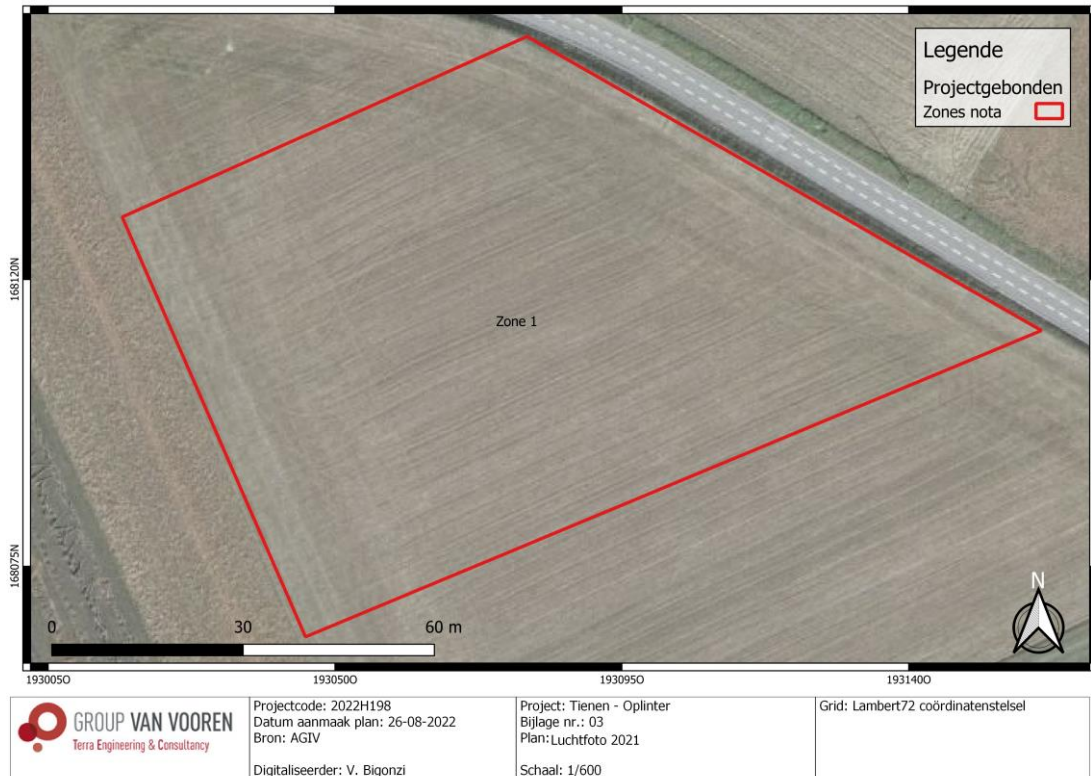 Legende
Projectgebonden
Zones nota
168120N
Zone 1
168075N
N
0 30 60 m
193005O 193050O 193095O 193140O
GROUP VAN VOOREN
Terra Engineering & Consultancy
Projectcode: 2022H198
Datum aanmaak plan: 26-08-2022
Bron: AGIV
Digitaliseerder: V. Bigonzi
Project: Tienen - Oplinter
Bijlage nr.: 03
Plan: Luchtfoto 2021
Schaal: 1/600
Grid: Lambert72 coördinatenstelsel